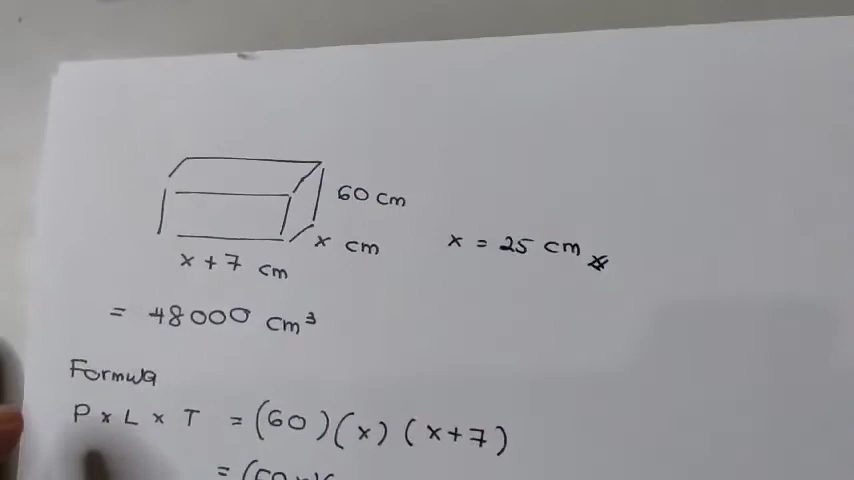 60 cm
x cm
x = 25 cm
x + 7 cm
= 48000 cm³
Formula
P x L x T = (60)(x)(x+7)
=